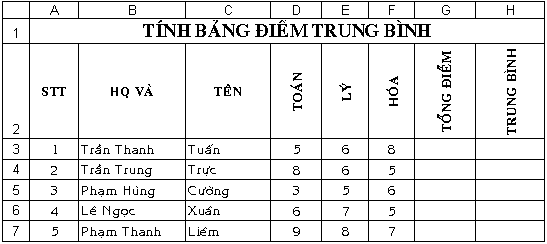 A B C D E F G H
1 TÍNH BẢNG ĐIỂM TRUNG BÌNH
2 STT HỌ VÀ TÊN TOÁN LÝ HÓA TỔNG ĐIỂM TRUNG BÌNH
3 1 Trần Thanh Tuấn 5 6 8
4 2 Trần Trung Trực 8 6 5
5 3 Phạm Hùng Cường 3 5 6
6 4 Lê Ngọc Xuân 6 7 5
7 5 Phạm Thanh Liêm 9 8 7